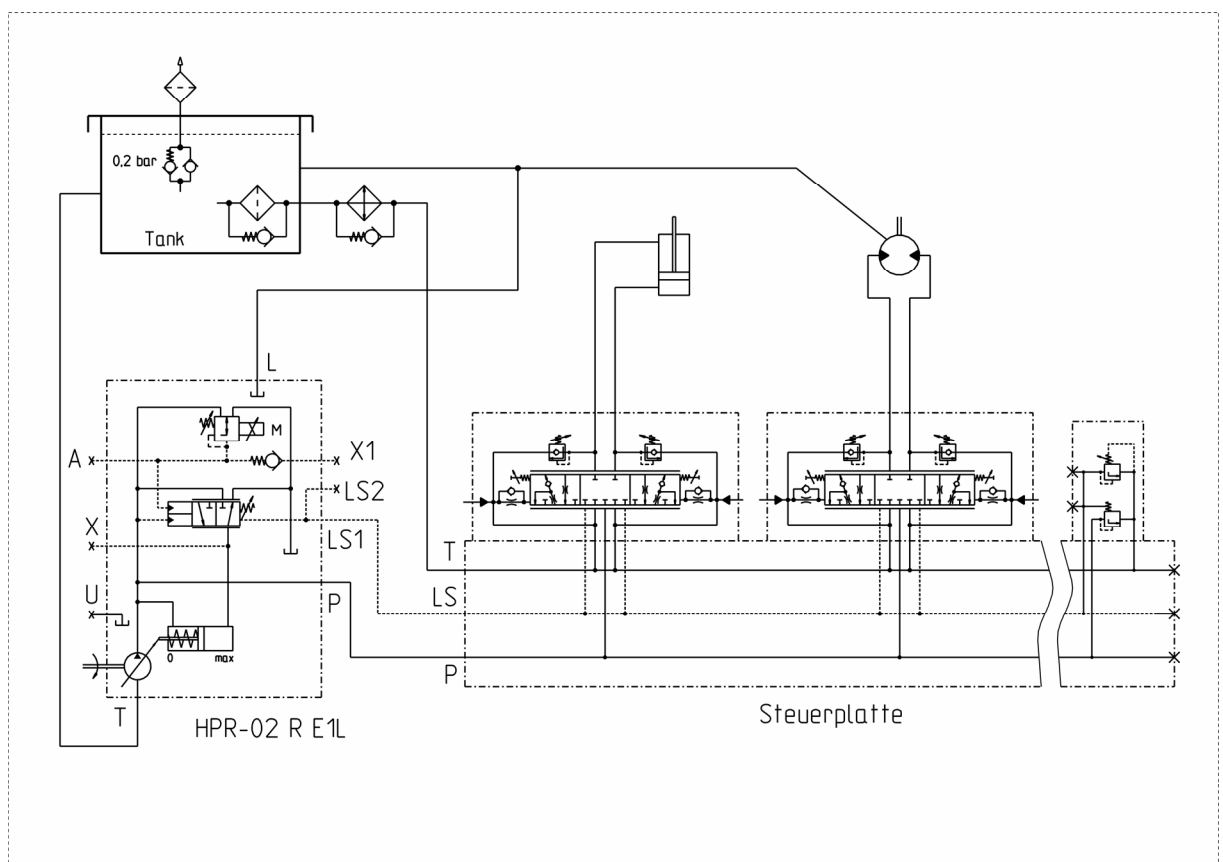 0,2 bar
Tank
L
M
A
X1
LS2
X
LS1
T
U
P
LS
0 max
P
T
HPR-02 R E1L
Steuerplatte